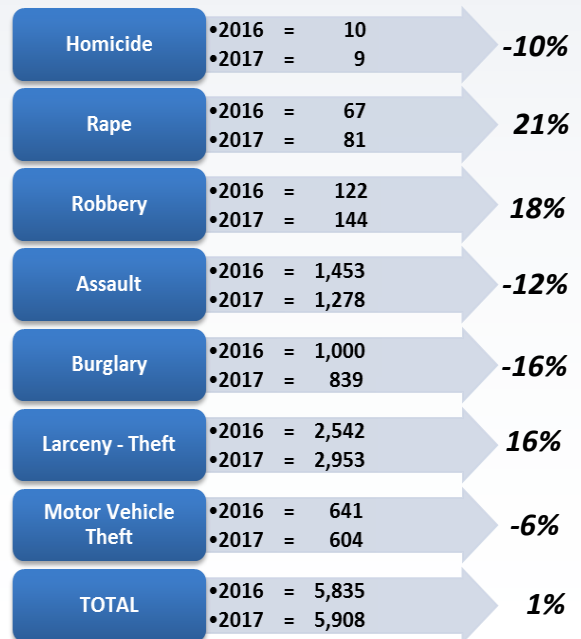 Homicide
•2016 = 10
•2017 = 9
-10%
Rape
•2016 = 67
•2017 = 81
21%
Robbery
•2016 = 122
•2017 = 144
18%
Assault
•2016 = 1,453
•2017 = 1,278
-12%
Burglary
•2016 = 1,000
•2017 = 839
-16%
Larceny - Theft
•2016 = 2,542
•2017 = 2,953
16%
Motor Vehicle
Theft
•2016 = 641
•2017 = 604
-6%
TOTAL
•2016 = 5,835
•2017 = 5,908
1%